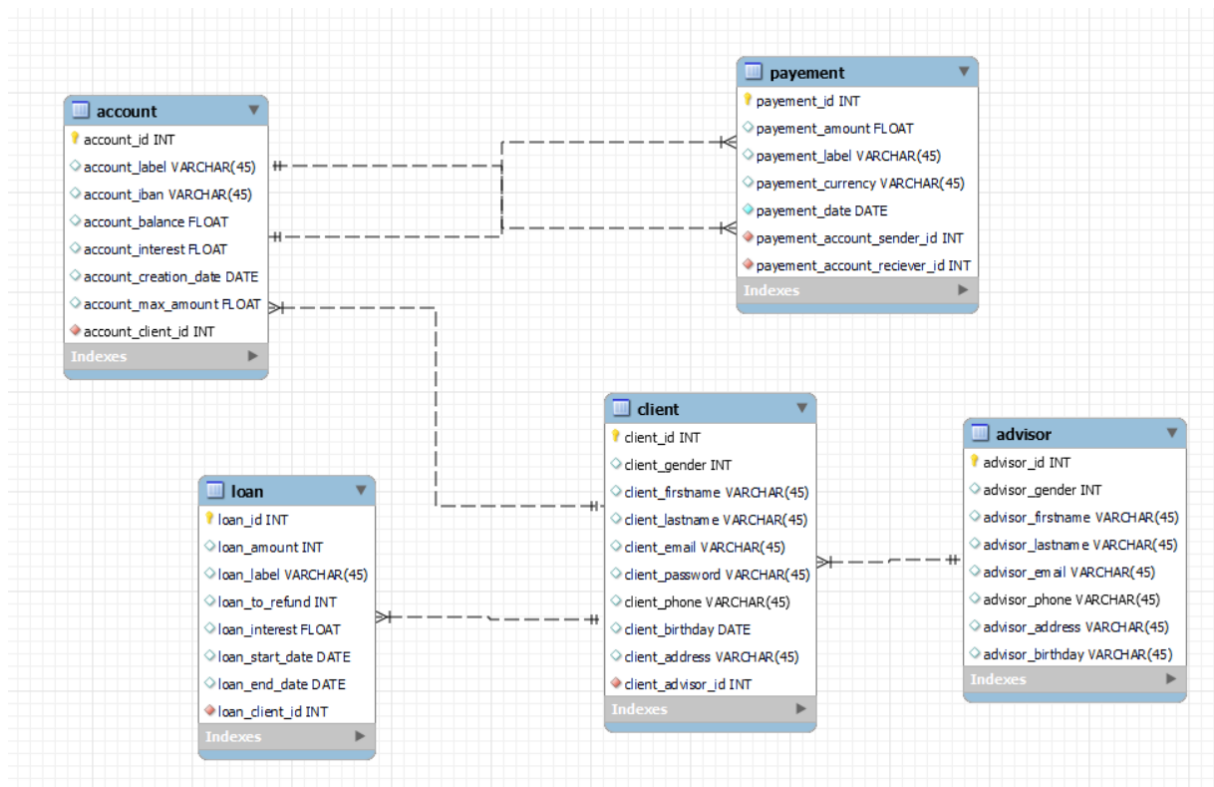 account
account_id INT
account_label VARCHAR(45)
account_iban VARCHAR(45)
account_balance FLOAT
account_interest FLOAT
account_creation_date DATE
account_max_amount FLOAT
account_client_id INT
Indexes
payement
payement_id INT
payement_amount FLOAT
payement_label VARCHAR(45)
payement_currency VARCHAR(45)
payement_date DATE
payement_account_sender_id INT
payement_account_reciever_id INT
Indexes
loan
loan_id INT
loan_amount INT
loan_label VARCHAR(45)
loan_to_refund INT
loan_interest FLOAT
loan_start_date DATE
loan_end_date DATE
loan_client_id INT
Indexes
client
client_id INT
client_gender INT
client_firstname VARCHAR(45)
client_lastname VARCHAR(45)
client_email VARCHAR(45)
client_password VARCHAR(45)
client_phone VARCHAR(45)
client_birthday DATE
client_address VARCHAR(45)
client_advisor_id INT
Indexes
advisor
advisor_id INT
advisor_gender INT
advisor_firstname VARCHAR(45)
advisor_lastname VARCHAR(45)
advisor_email VARCHAR(45)
advisor_phone VARCHAR(45)
advisor_address VARCHAR(45)
advisor_birthday VARCHAR(45)
Indexes